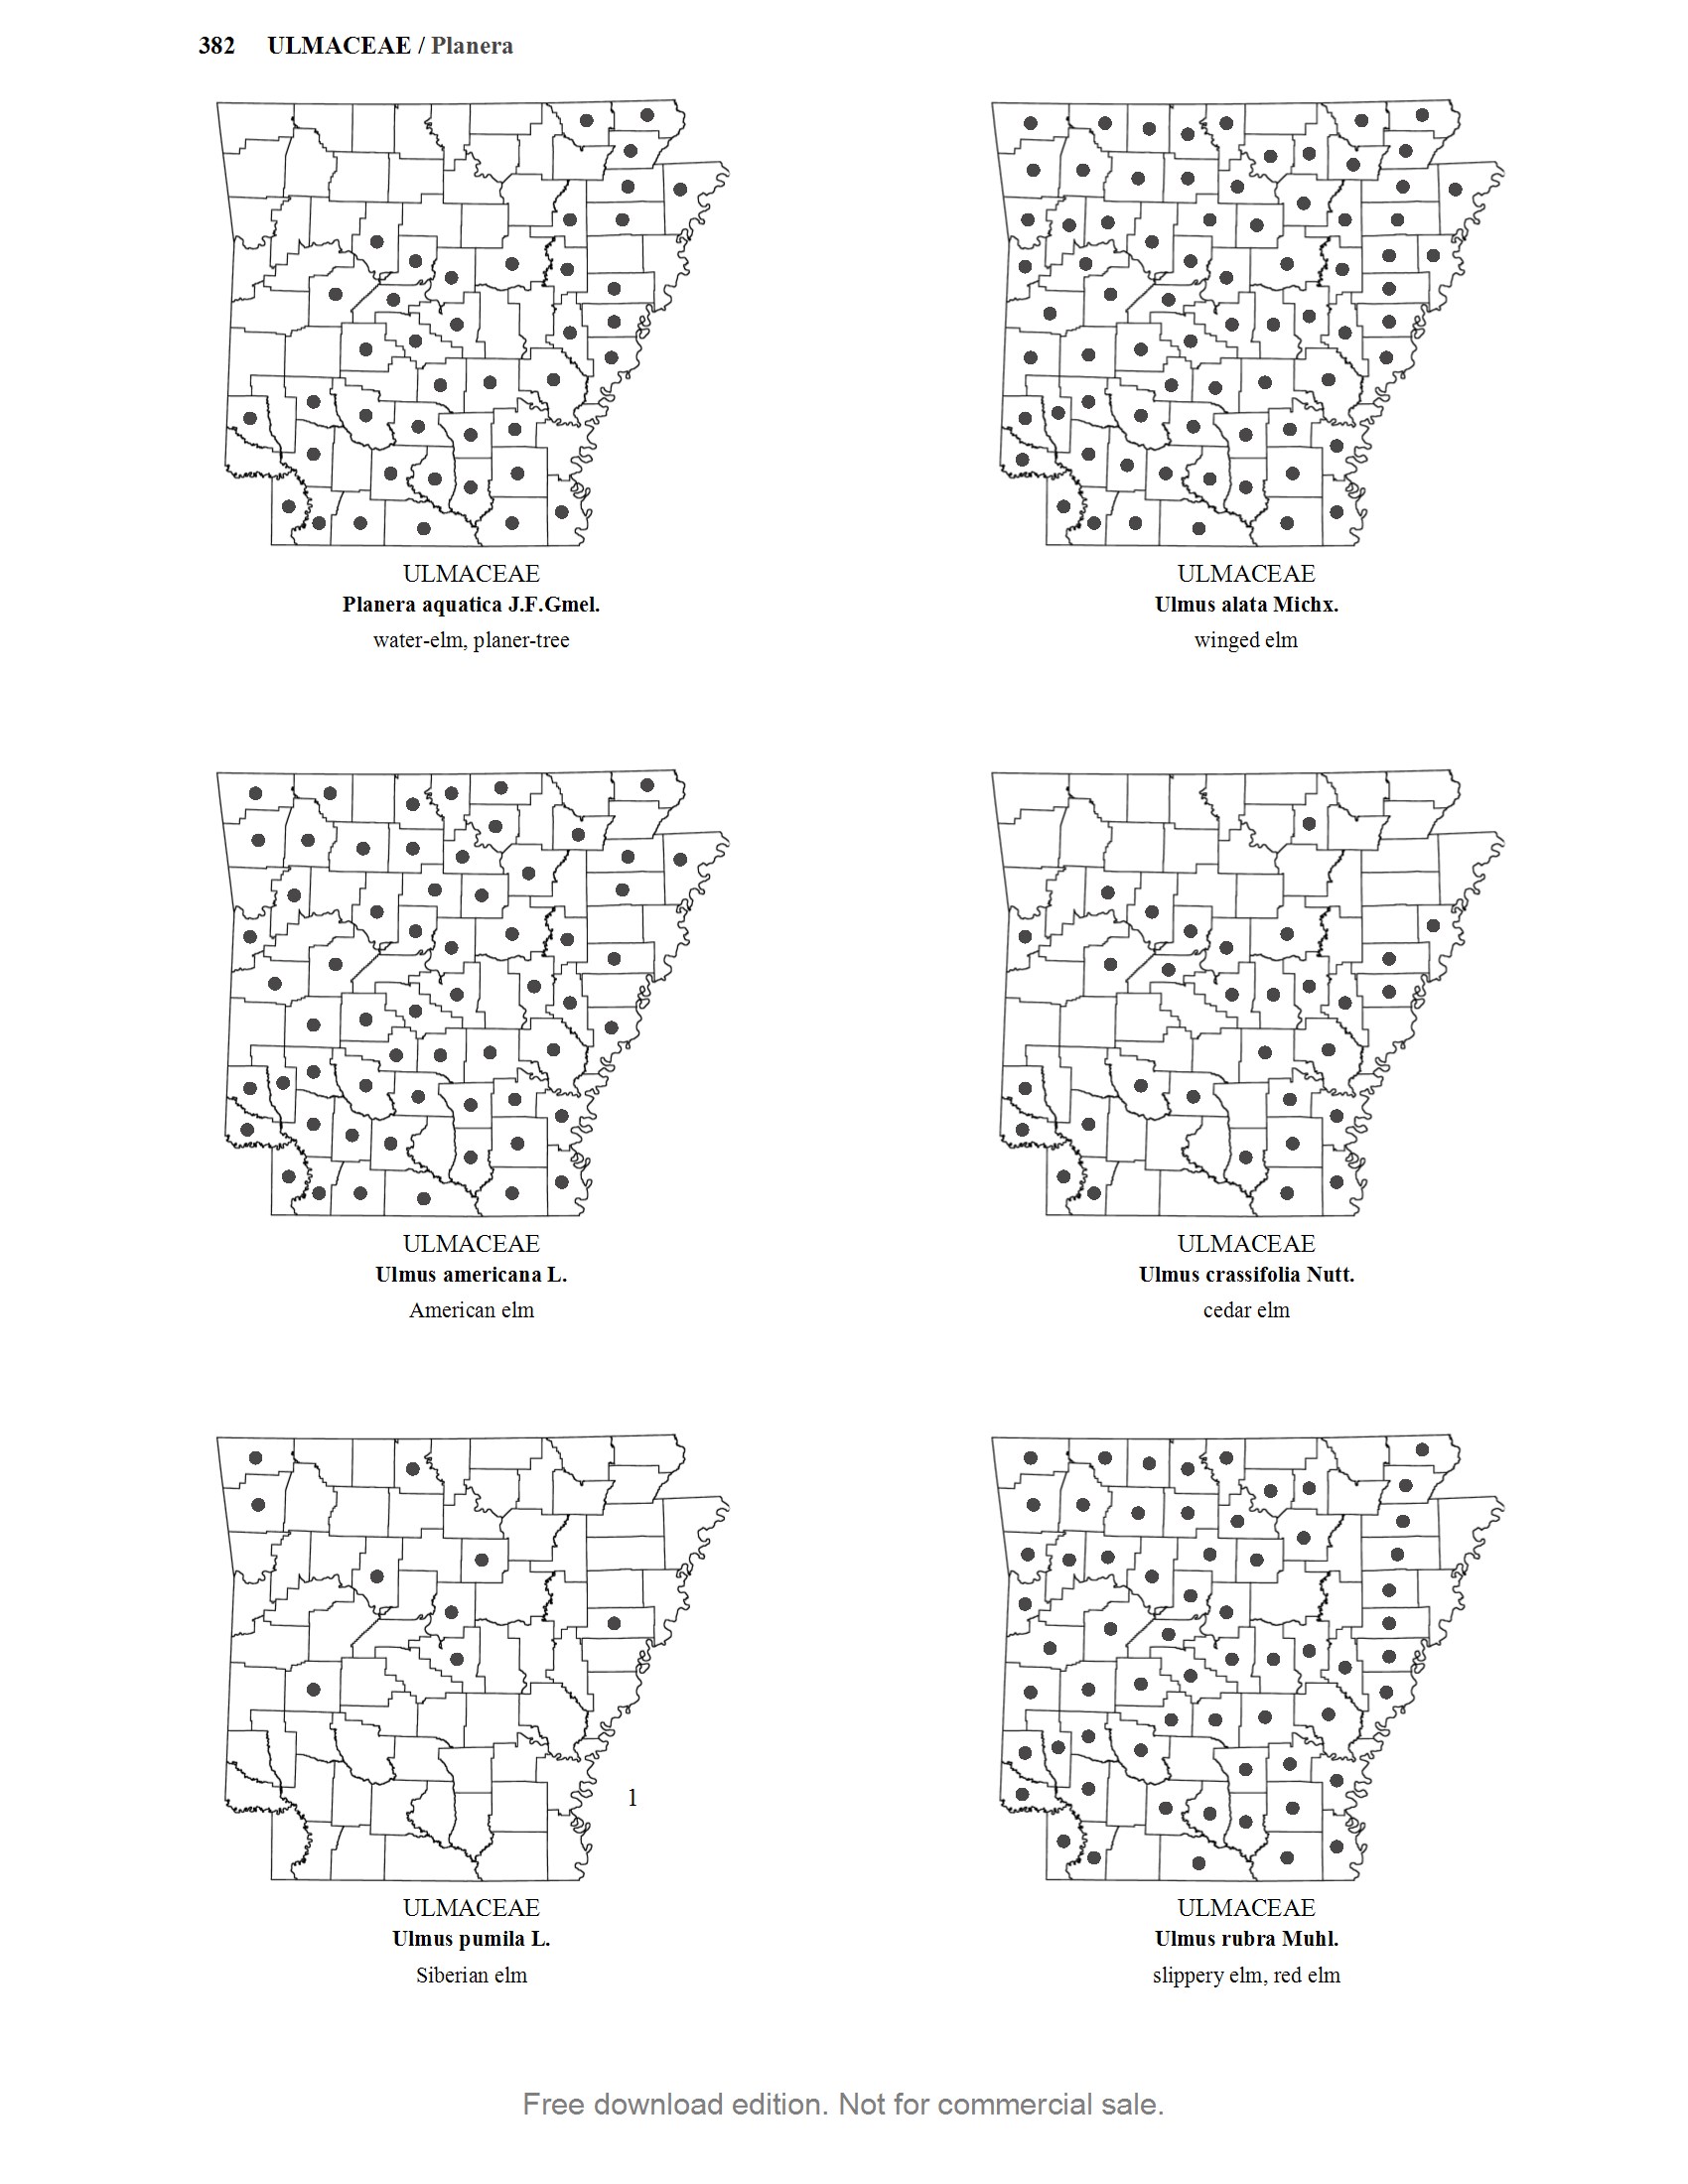 382 ULMACEAE / Planera
ULMACEAE
Planera aquatica J.F.Gmel.
water-elm, planer-tree
ULMACEAE
Ulmus alata Michx.
winged elm
ULMACEAE
Ulmus americana L.
American elm
ULMACEAE
Ulmus crassifolia Nutt.
cedar elm
1
ULMACEAE
Ulmus pumila L.
Siberian elm
ULMACEAE
Ulmus rubra Muhl.
slippery elm, red elm
Free download edition. Not for commercial sale.